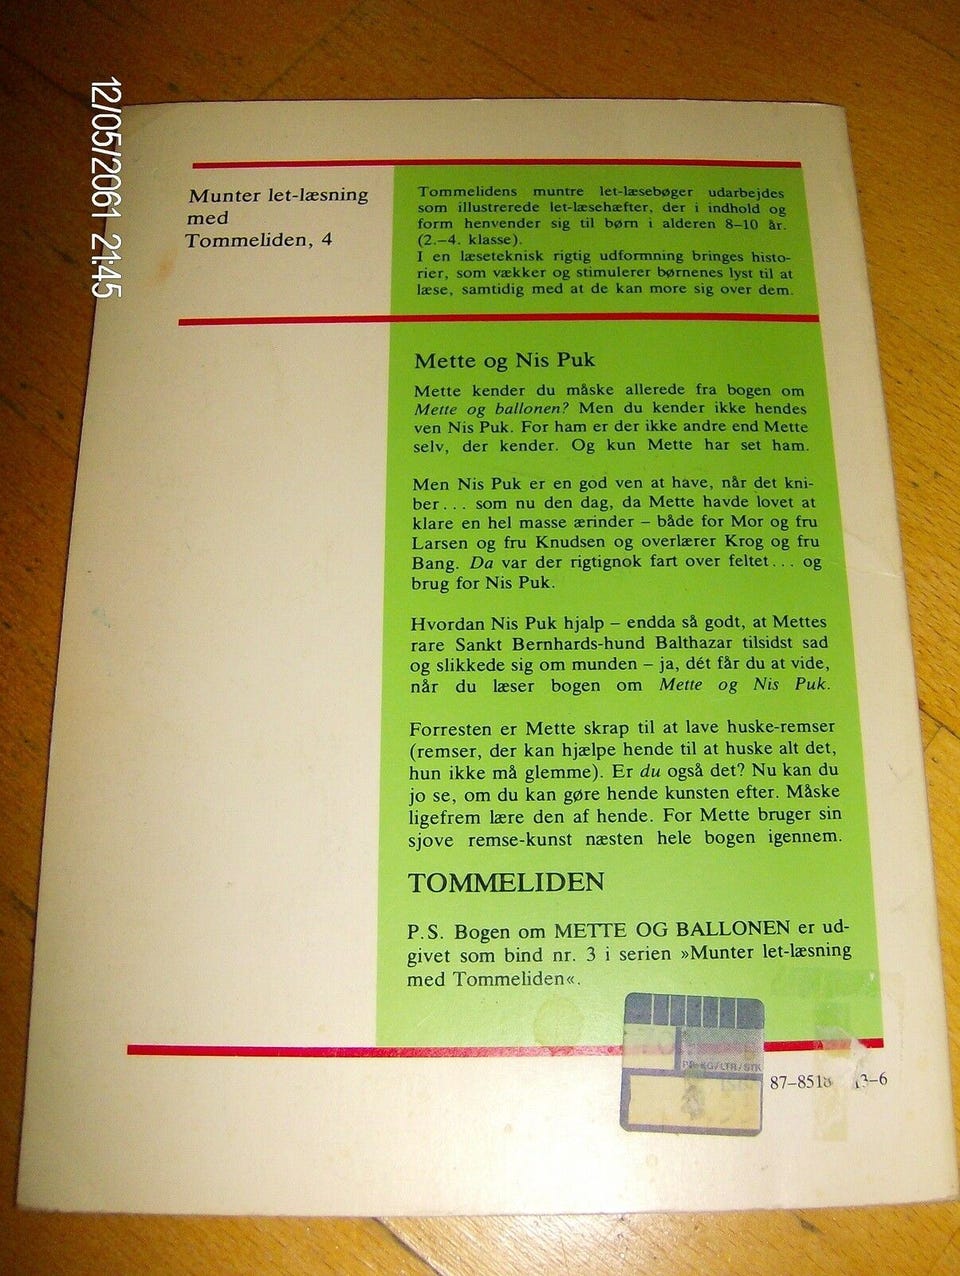 12/05/2061 21:45
Munter let-læsning
med
Tommeliden, 4
Tommelidens muntre let-læsebøger udarbejdes
som illustrerede let-læsehæfter, der i indhold og
form henvender sig til børn i alderen 8–10 år.
(2.–4. klasse).
I en læseteknisk rigtig udformning bringes histo-
rier, som vækker og stimulerer børnenes lyst til at
læse, samtidig med at de kan more sig over dem.
Mette og Nis Puk
Mette kender du måske allerede fra bogen om
Mette og ballonen? Men du kender ikke hendes
ven Nis Puk. For ham er der ikke andre end Mette
selv, der kender. Og kun Mette har set ham.
Men Nis Puk er en god ven at have, når det kni-
ber... som nu den dag, da Mette havde lovet at
klare en hel masse ærinder – både for Mor og fru
Larsen og fru Knudsen og overlærer Krog og fru
Bang. Da var der rigtignok fart over feltet... og
brug for Nis Puk.
Hvordan Nis Puk hjalp – endda så godt, at Mettes
rare Sankt Bernhards-hund Balthazar tilsidst sad
og slikkede sig om munden – ja, dét får du at vide,
når du læser bogen om Mette og Nis Puk.
Forresten er Mette skrap til at lave huske-remser
(remser, der kan hjælpe hende til at huske alt det,
hun ikke må glemme). Er du også det? Nu kan du
jo se, om du kan gøre hende kunsten efter. Måske
ligefrem lære den af hende. For Mette bruger sin
sjove remse-kunst næsten hele bogen igennem.
TOMMELIDEN
P.S. Bogen om METTE OG BALLONEN er ud-
givet som bind nr. 3 i serien »Munter let-læsning
med Tommeliden«.
PR. KG/LTR/STK